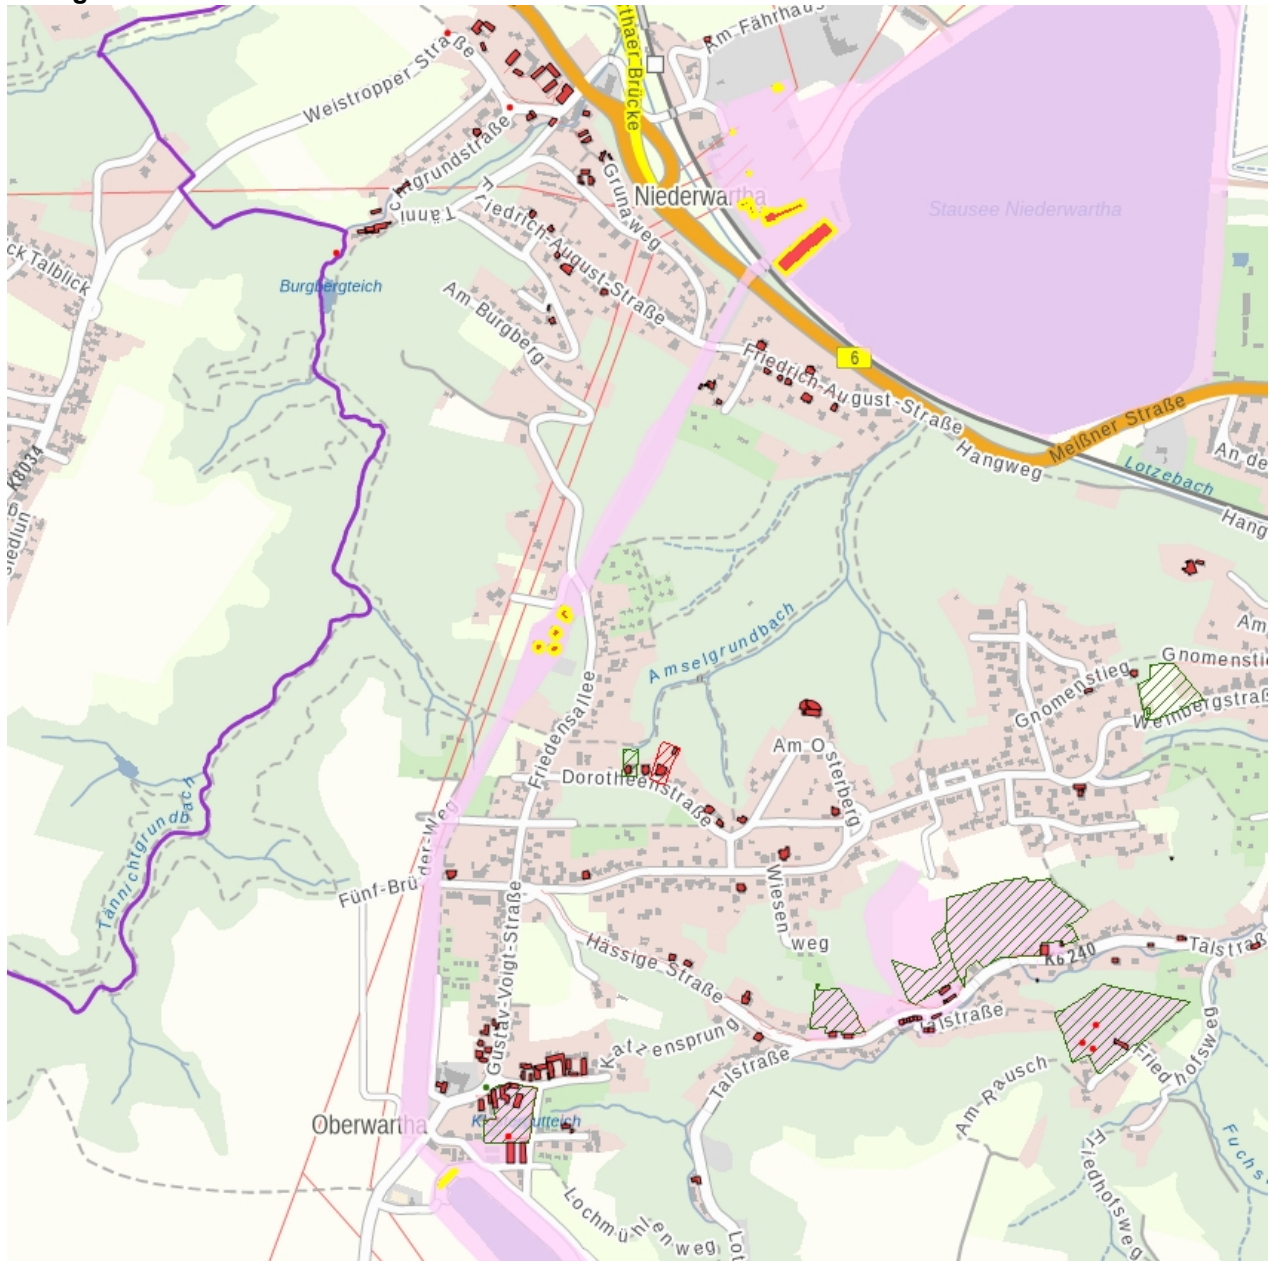 Am Fährhaus
rthaer Brücke
Weistropper Straße
Niederwartha
Stausee Niederwartha
Grunaweg
Friedrich-August-Straße
ck Talblick
Burgbergteich
Am Burgberg
6
Friedrich-August-Straße
Meißner Straße
Hangweg
An de
Lotzebach
K8034
Hang
Amselgrundbach
Am
Gnomenstieg
Gnomenstie
Weinbergstraß
Friedensallee
Am Osterberg
Dorotheenstraße
Tännichtgrundbach
Fünf-Brüder-Weg
Wiesenweg
Gustav-Voigt-Straße
Hässige Straße
K6240
Talstraß
Talstraße
Katzensprung
Talstraße
Friedhofsweg
Am Rausch
Oberwartha
Fuchs
Friedhofsweg
Lochmühlenweg
Lot